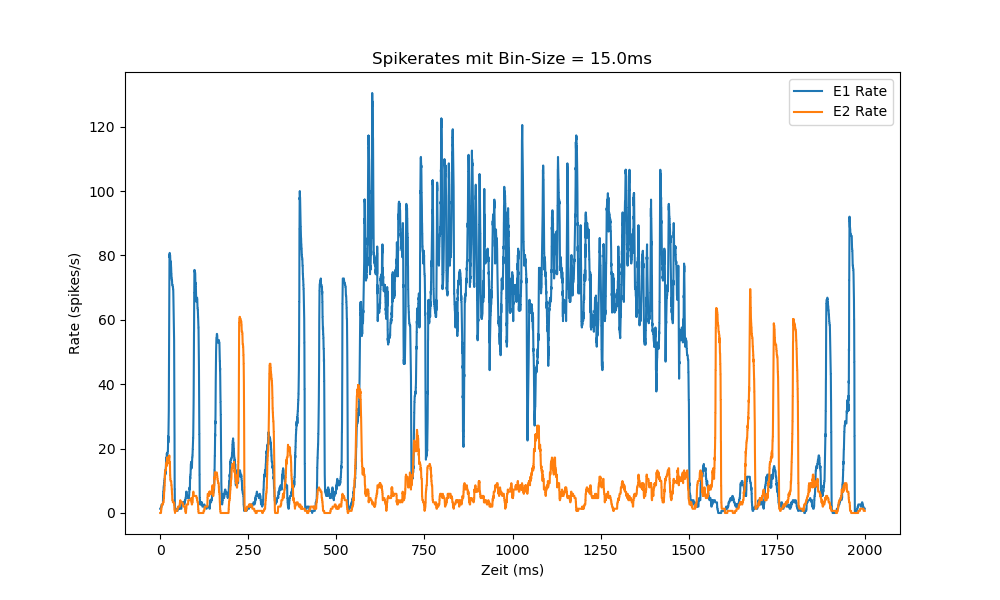 Spikerates mit Bin-Size = 15.0ms
E1 Rate
E2 Rate
Rate (spikes/s)
120
100
80
60
40
20
0
0 250 500 750 1000 1250 1500 1750 2000
Zeit (ms)